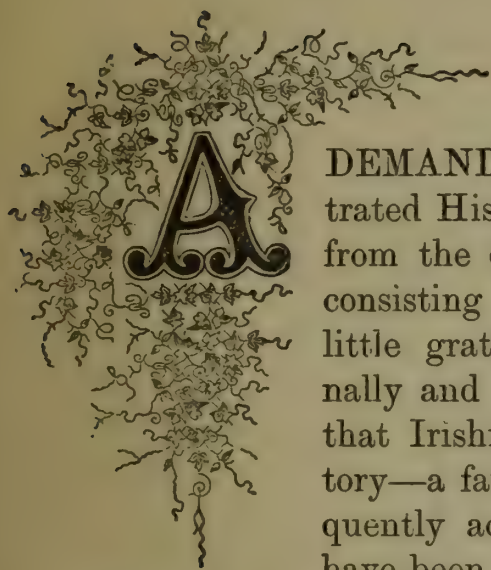 A DEMAND
trated His
from the
consisting
little grat
nally and
that Irish
tory—a fa
quently ac
have been